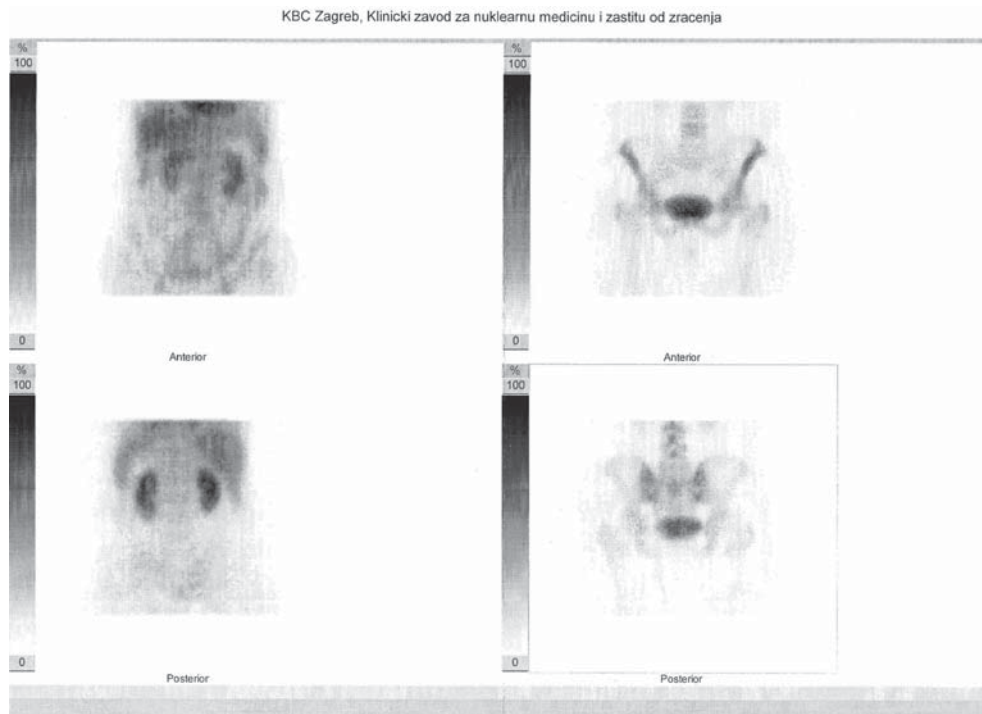 KBC Zagreb, Klinicki zavod za nuklearnu medicinu i zastitu od zracenja
%
100
0
Anterior
%
100
0
Anterior
%
100
0
Posterior
%
100
0
Posterior